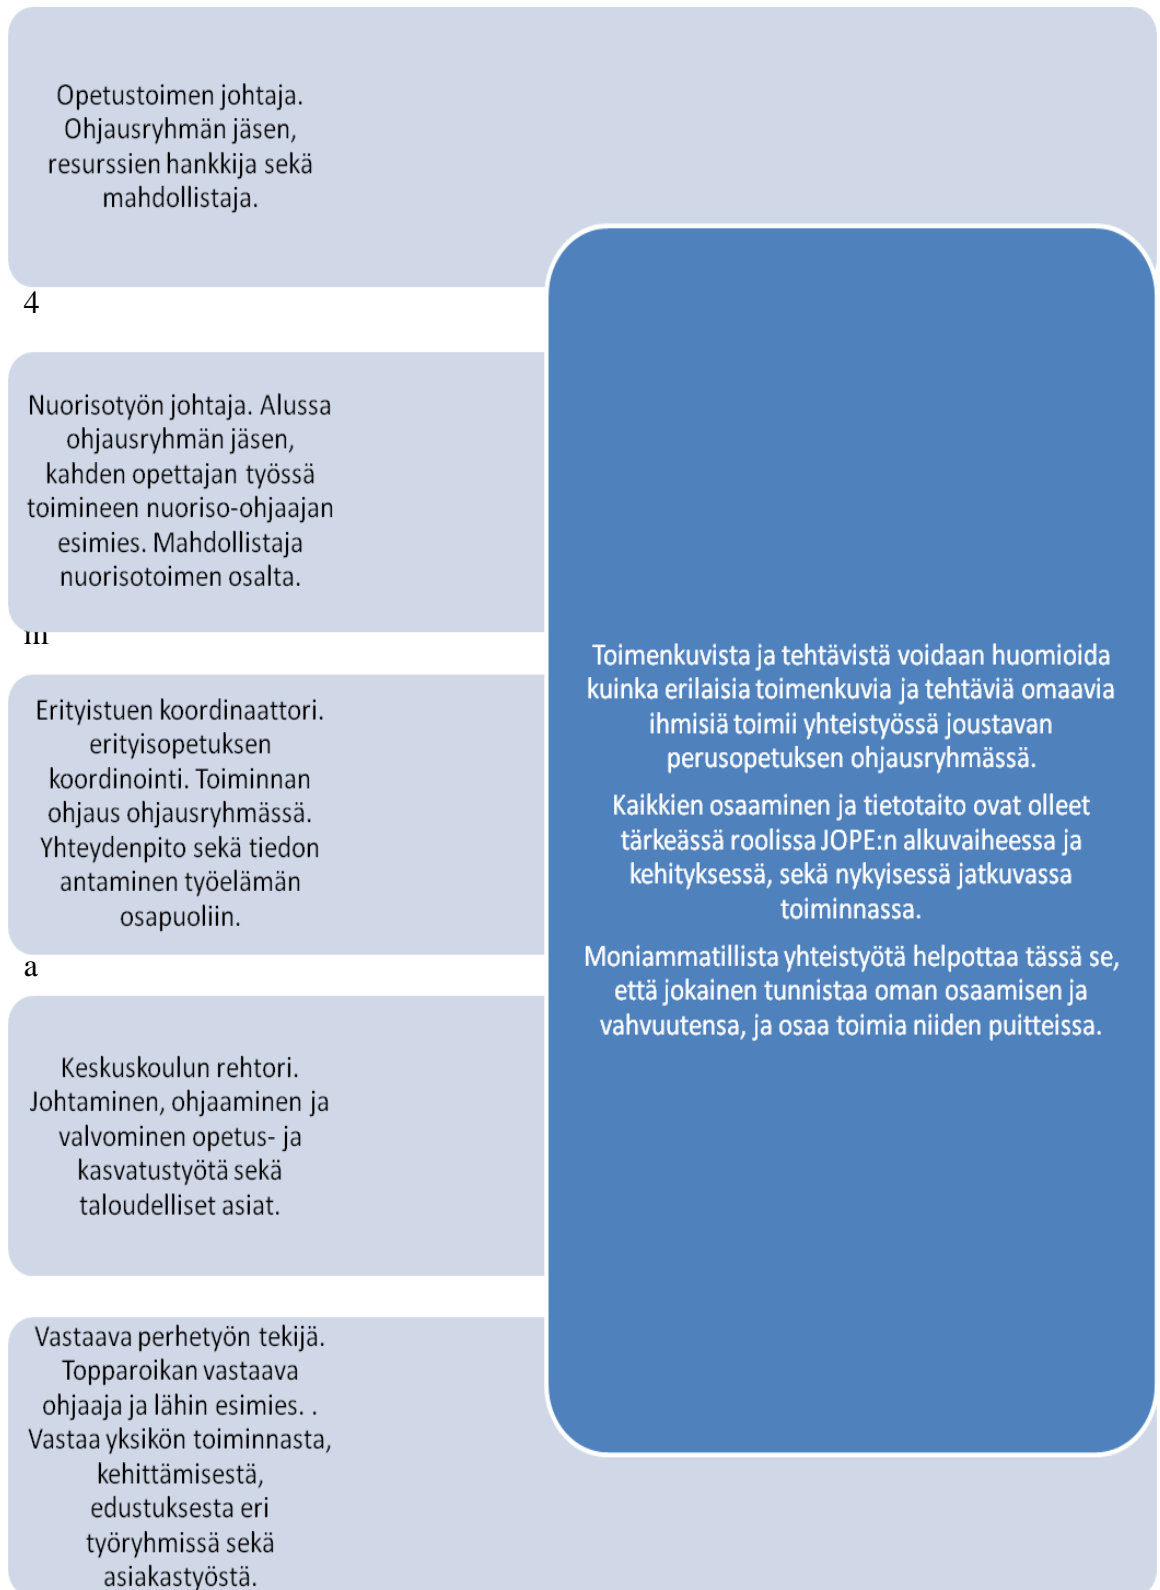 Opetustoimen johtaja.
Ohjausryhmän jäsen,
resurssien hankkija sekä
mahdollistaja.
4
Nuorisotyön johtaja. Alussa
ohjausryhmän jäsen,
kahden opettajan työssä
toimineen nuoriso-ohjaajan
esimies. Mahdollistaja
nuorisotoimen osalta.
m
Erityistuen koordinaattori.
erityisopetuksen
koordinointi. Toiminnan
ohjaus ohjausryhmässä.
Yhteydenpito sekä tiedon
antaminen työelämän
osapuoliin.
a
Keskuskoulun rehtori.
Johtaminen, ohjaaminen ja
valvominen opetus- ja
kasvatustyötä sekä
taloudelliset asiat.
Vastaava perhetyön tekijä.
Topparoikan vastaava
ohjaaja ja lähin esimies. .
Vastaa yksikön toiminnasta,
kehittämisestä,
edustuksesta eri
työryhmissä sekä
asiakastyöstä.
Toimenkuvista ja tehtävistä voidaan huomioida
kuinka erilaisia toimenkuvia ja tehtäviä omaavia
ihmisiä toimii yhteistyössä joustavan
perusopetuksen ohjausryhmässä.
Kaikkien osaaminen ja tietotaito ovat olleet
tärkeässä roolissa JOPE:n alkuvaiheessa ja
kehityksessä, sekä nykyisessä jatkuvassa
toiminnassa.
Moniammatillista yhteistyötä helpottaa tässä se,
että jokainen tunnistaa oman osaamisen ja
vahvuutensa, ja osaa toimia niiden puitteissa.